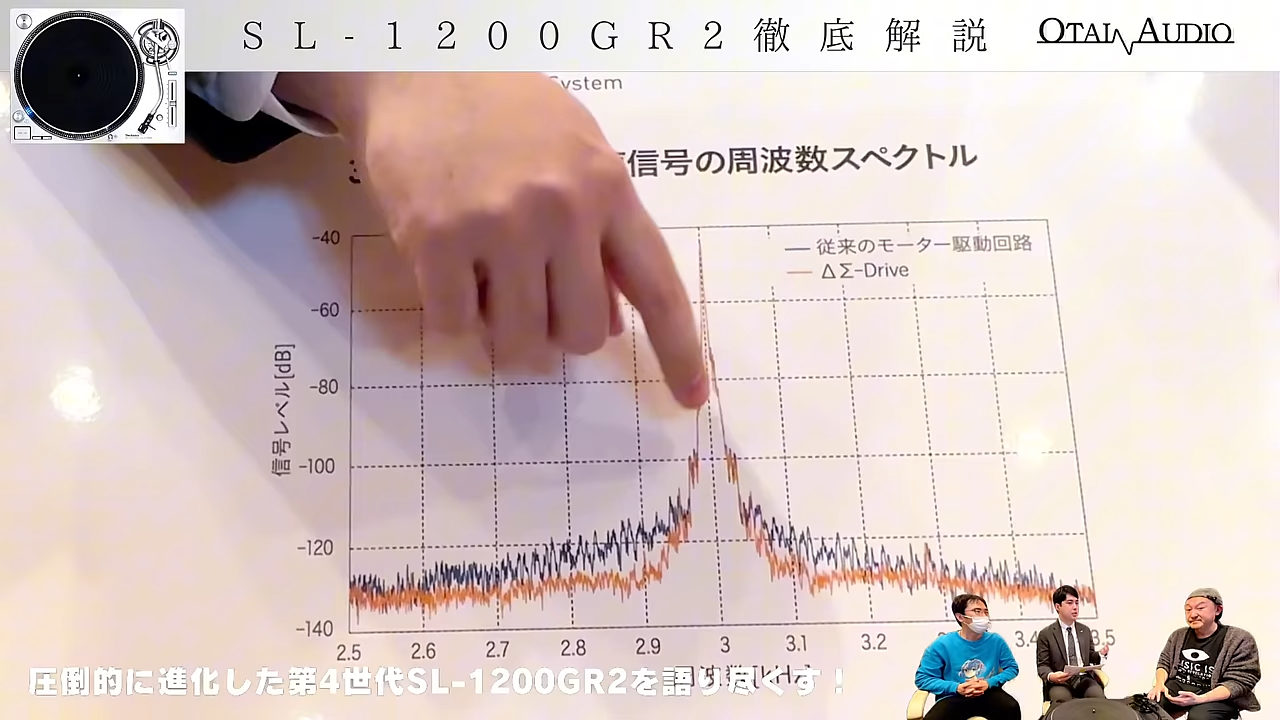 SL-1200GR2徹底解説
OTAI AUDIO
System
信号の周波数スペクトル
従来のモーター駆動回路
ΔΣ-Drive
信号レベル[dB]
-40
-60
-80
-100
-120
-140
2.5 2.6 2.7 2.8 2.9 3 3.1 3.2 3.4 3.5
圧倒的に進化した第4世代SL-1200GR2を語り尽くす！